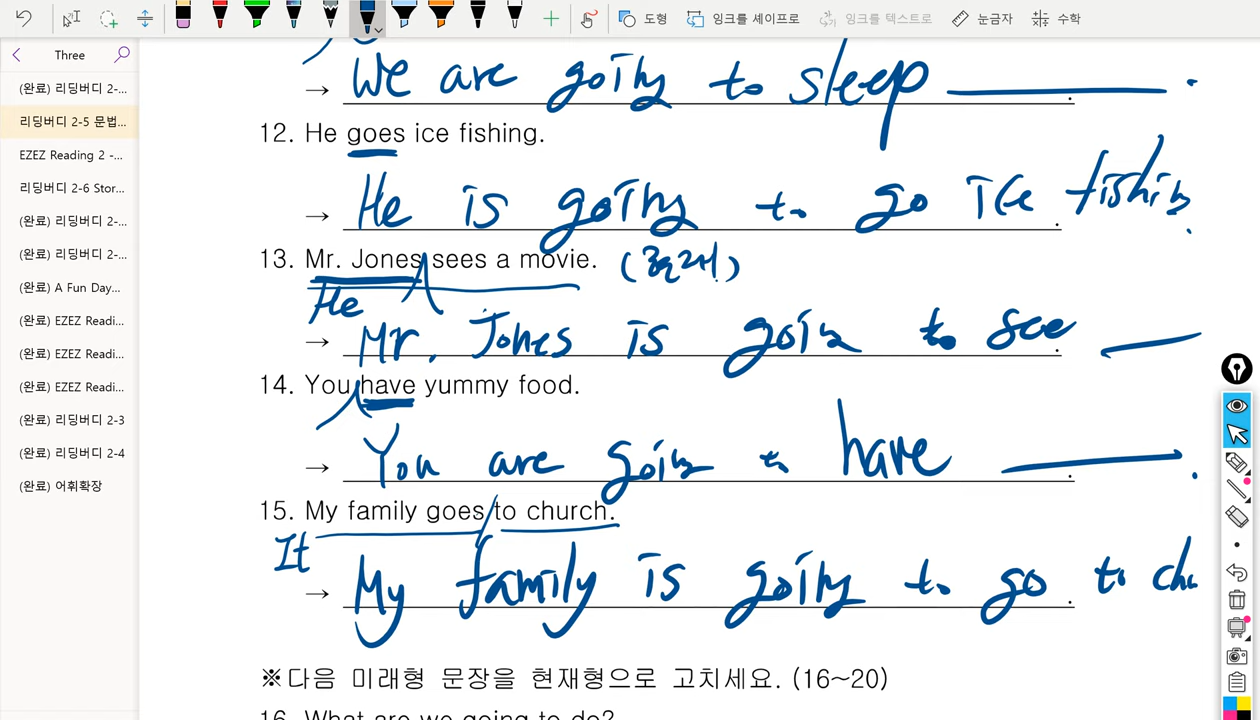 도형 잉크를 셰이프로 잉크를 텍스트로 눈금자 수학
Three
(완료) 리딩버디 2-...
리딩버디 2-5 문법...
EZEZ Reading 2 -...
리딩버디 2-6 Stor...
(완료) 리딩버디 2-...
(완료) 리딩버디 2-...
(완료) A Fun Day...
(완료) EZEZ Readi...
(완료) EZEZ Readi...
(완료) EZEZ Readi...
(완료) 리딩버디 2-3
(완료) 리딩버디 2-4
(완료) 어휘확장
→ We are going to sleep .
12. He goes ice fishing.
→ He is going to go ice fishing.
13. Mr. Jones sees a movie.
He
→ Mr. Jones is goin to see
14. You have yummy food.
→ You are going to have .
15. My family goes to church.
It
→ My family is going to go to chu
※다음 미래형 문장을 현재형으로 고치세요. (16~20)
16. What are we going to do?